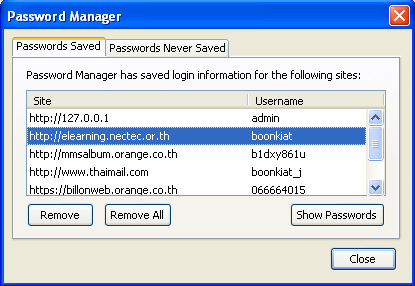 Password Manager
Passwords Saved Passwords Never Saved
Password Manager has saved login information for the following sites:
Site Username
http://127.0.0.1 admin
http://elearning.nectec.or.th boonkiat
http://mmsalbum.orange.co.th b1dxy861u
http://www.thaimail.com boonkiat_j
https://billonweb.orange.co.th 066664015
Remove Remove All Show Passwords
Close